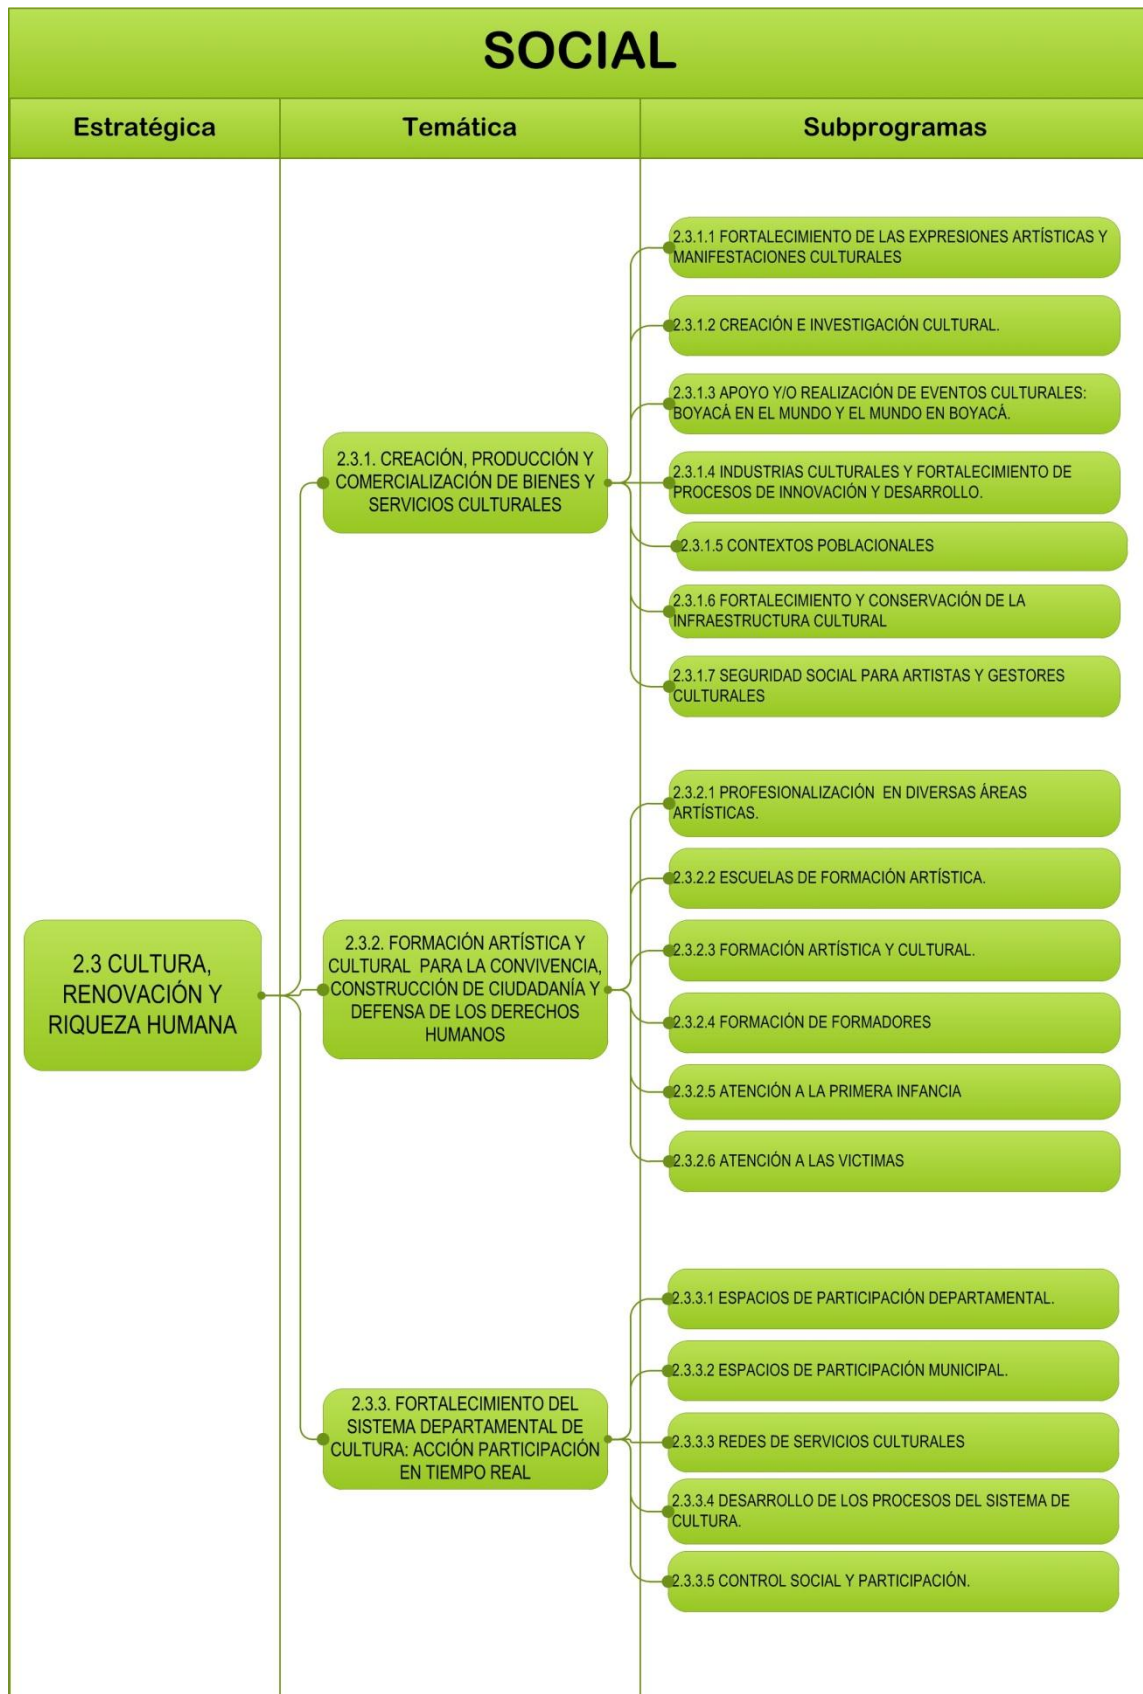 SOCIAL
Estratégica
Temática
Subprogramas
2.3 CULTURA,
RENOVACIÓN Y
RIQUEZA HUMANA
2.3.1. CREACIÓN, PRODUCCIÓN Y
COMERCIALIZACIÓN DE BIENES Y
SERVICIOS CULTURALES
2.3.1.1 FORTALECIMIENTO DE LAS EXPRESIONES ARTÍSTICAS Y
MANIFESTACIONES CULTURALES
2.3.1.2 CREACIÓN E INVESTIGACIÓN CULTURAL.
2.3.1.3 APOYO Y/O REALIZACIÓN DE EVENTOS CULTURALES:
BOYACÁ EN EL MUNDO Y EL MUNDO EN BOYACÁ.
2.3.1.4 INDUSTRIAS CULTURALES Y FORTALECIMIENTO DE
PROCESOS DE INNOVACIÓN Y DESARROLLO.
2.3.1.5 CONTEXTOS POBLACIONALES
2.3.1.6 FORTALECIMIENTO Y CONSERVACIÓN DE LA
INFRAESTRUCTURA CULTURAL
2.3.1.7 SEGURIDAD SOCIAL PARA ARTISTAS Y GESTORES
CULTURALES
2.3.2. FORMACIÓN ARTÍSTICA Y
CULTURAL PARA LA CONVIVENCIA,
CONSTRUCCIÓN DE CIUDADANÍA Y
DEFENSA DE LOS DERECHOS
HUMANOS
2.3.2.1 PROFESIONALIZACIÓN EN DIVERSAS ÁREAS
ARTÍSTICAS.
2.3.2.2 ESCUELAS DE FORMACIÓN ARTÍSTICA.
2.3.2.3 FORMACIÓN ARTÍSTICA Y CULTURAL.
2.3.2.4 FORMACIÓN DE FORMADORES
2.3.2.5 ATENCIÓN A LA PRIMERA INFANCIA
2.3.2.6 ATENCIÓN A LAS VICTIMAS
2.3.3. FORTALECIMIENTO DEL
SISTEMA DEPARTAMENTAL DE
CULTURA: ACCIÓN PARTICIPACIÓN
EN TIEMPO REAL
2.3.3.1 ESPACIOS DE PARTICIPACIÓN DEPARTAMENTAL.
2.3.3.2 ESPACIOS DE PARTICIPACIÓN MUNICIPAL.
2.3.3.3 REDES DE SERVICIOS CULTURALES
2.3.3.4 DESARROLLO DE LOS PROCESOS DEL SISTEMA DE
CULTURA.
2.3.3.5 CONTROL SOCIAL Y PARTICIPACIÓN.